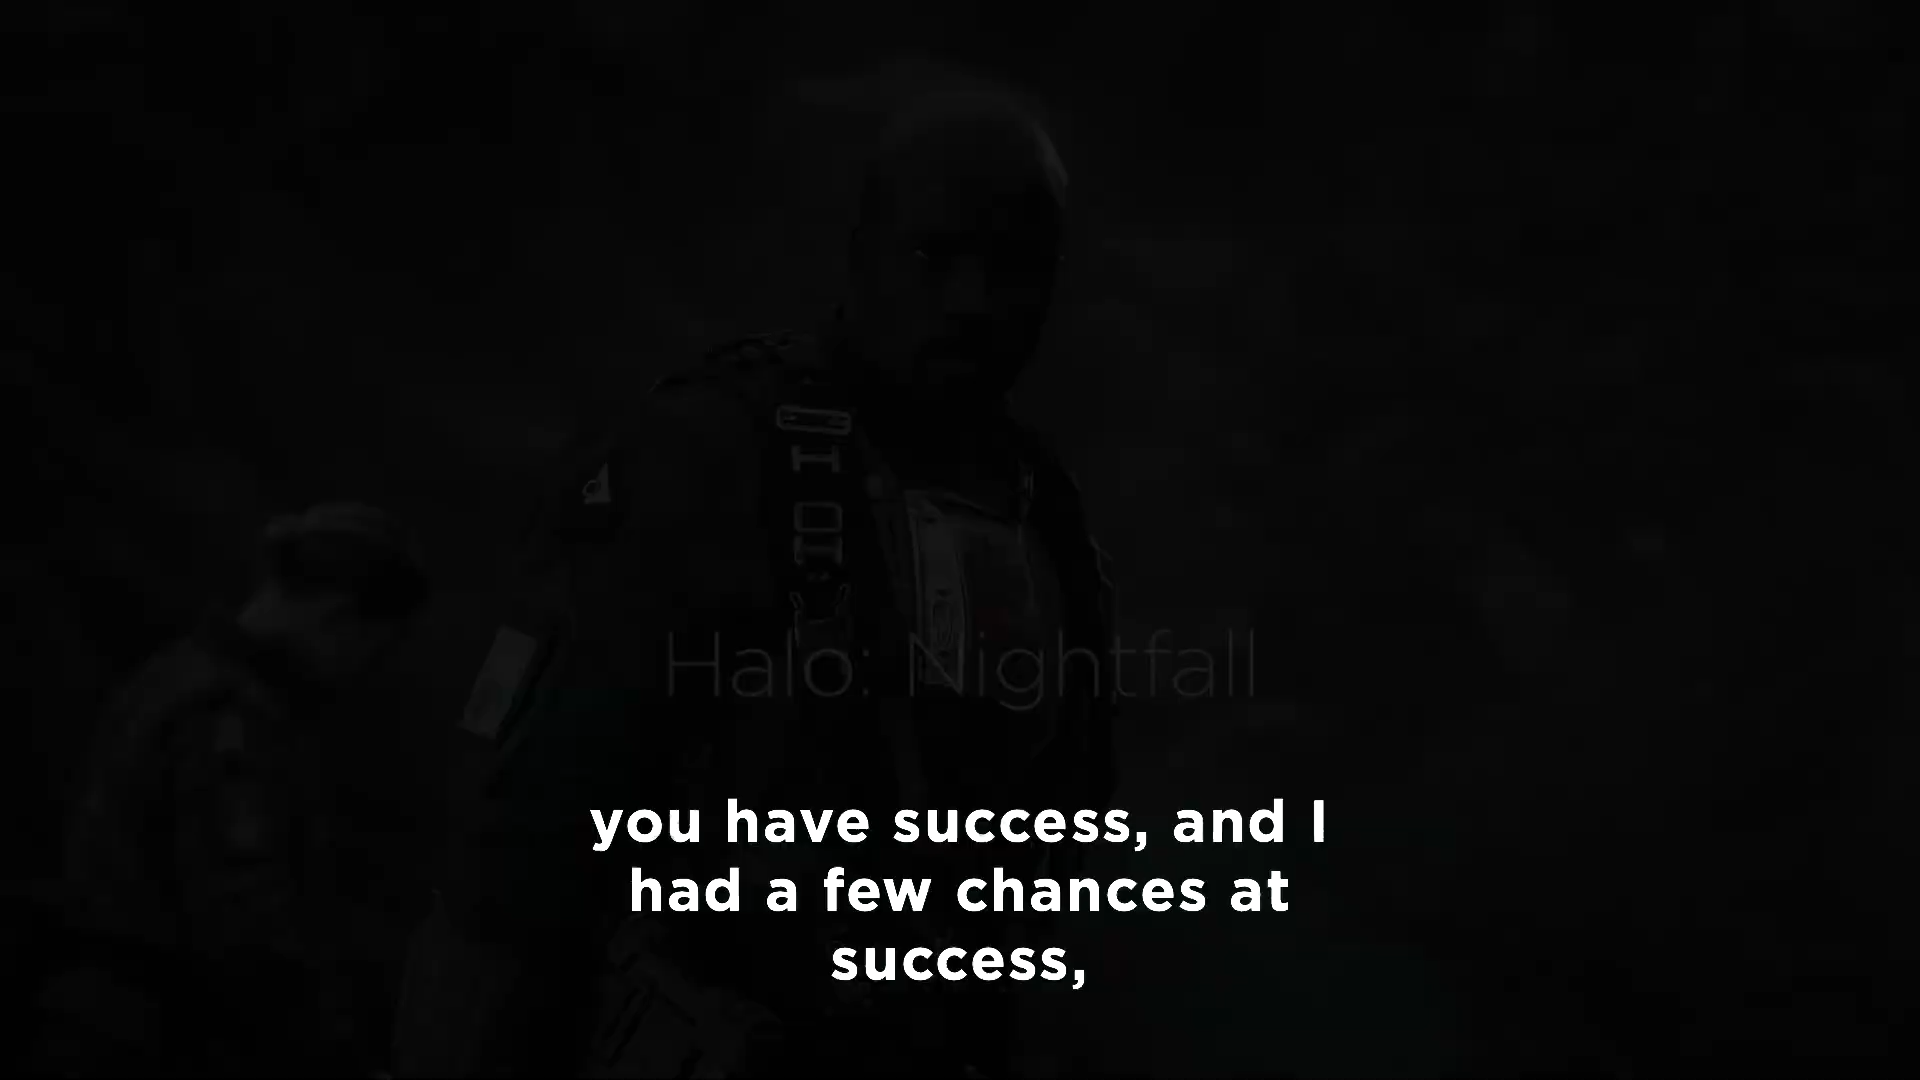 Halo: Nightfall
you have success, and I
had a few chances at
success,